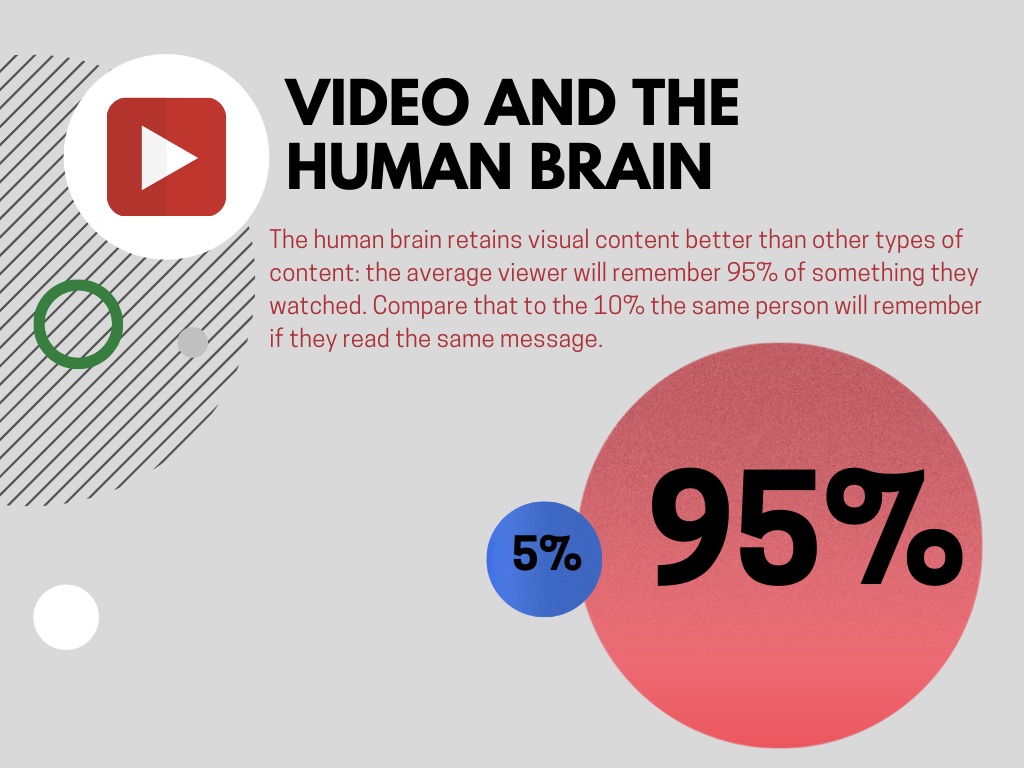 VIDEO AND THE
HUMAN BRAIN
The human brain retains visual content better than other types of
content: the average viewer will remember 95% of something they
watched. Compare that to the 10% the same person will remember
if they read the same message.
5%
95%